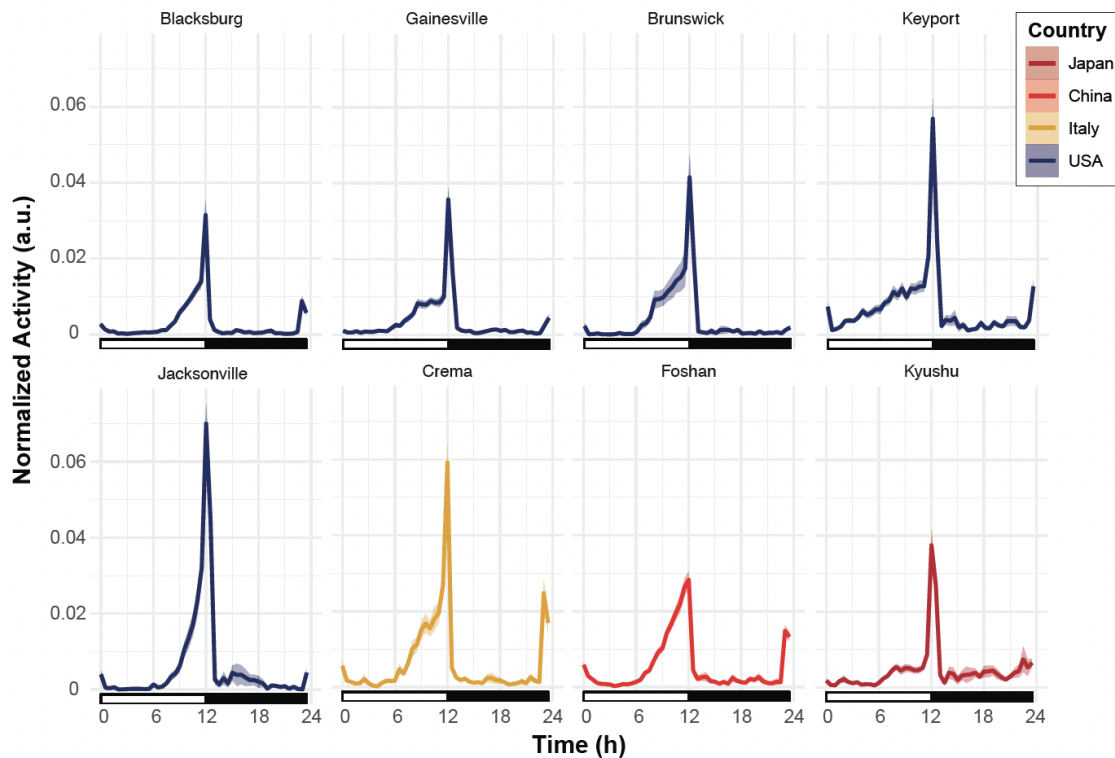 Blacksburg Gainesville Brunswick Keyport
Country
Japan
China
Italy
USA
0.06
0.04
0.02
0
Normalized Activity (a.u.)
Jacksonville Crema Foshan Kyushu
0.06
0.04
0.02
0
0 6 12 18 24 0 6 12 18 24 0 6 12 18 24 0 6 12 18 24
Time (h)